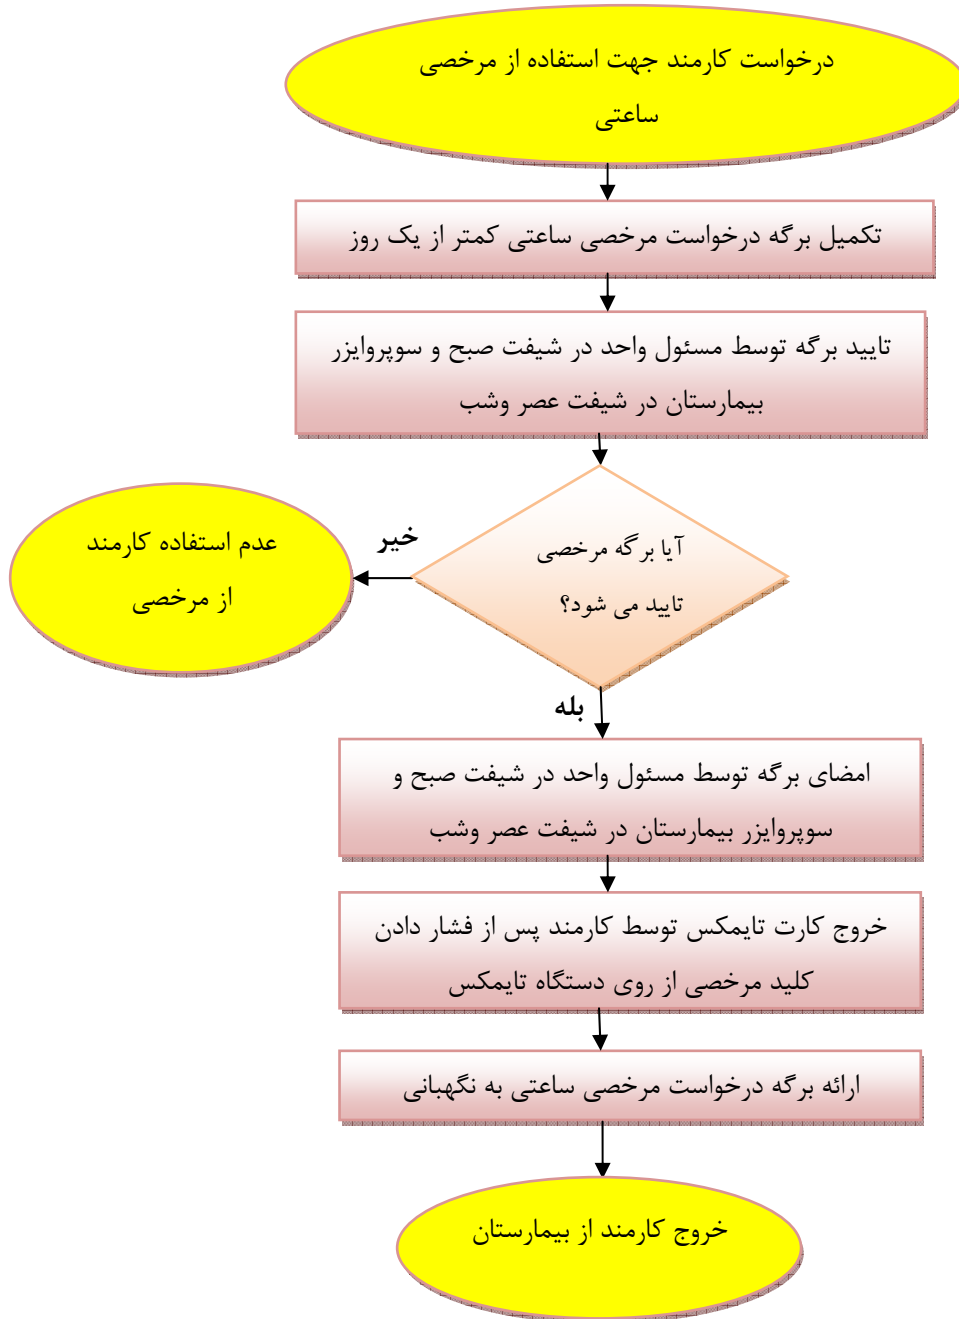 درخواست کارمند جهت استفاده از مرخصی
ساعتی
تکمیل برگه درخواست مرخصی ساعتی کمتر از یک روز
تایید برگه توسط مسئول واحد در شیفت صبح و سوپروایزر
بیمارستان در شیفت عصر وشب
آیا برگه مرخصی
تایید می شود؟
خیر
عدم استفاده کارمند
از مرخصی
بله
امضای برگه توسط مسئول واحد در شیفت صبح و
سوپروایزر بیمارستان در شیفت عصر وشب
خروج کارت تایمکس توسط کارمند پس از فشار دادن
کلید مرخصی از روی دستگاه تایمکس
ارائه برگه درخواست مرخصی ساعتی به نگهبانی
خروج کارمند از بیمارستان